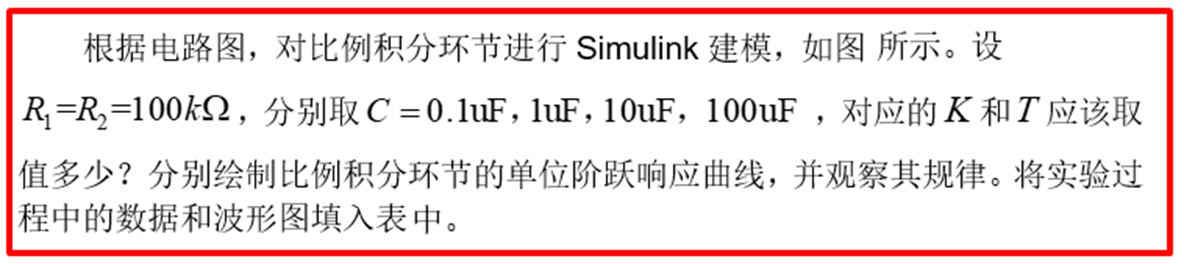 根据电路图，对比例积分环节进行 Simulink 建模，如图 所示。设
R₁=R₂=100kΩ，分别取 C = 0.1uF，1uF，10uF，100uF ，对应的 K 和 T 应该取
值多少？分别绘制比例积分环节的单位阶跃响应曲线，并观察其规律。将实验过
程中的数据和波形图填入表中。